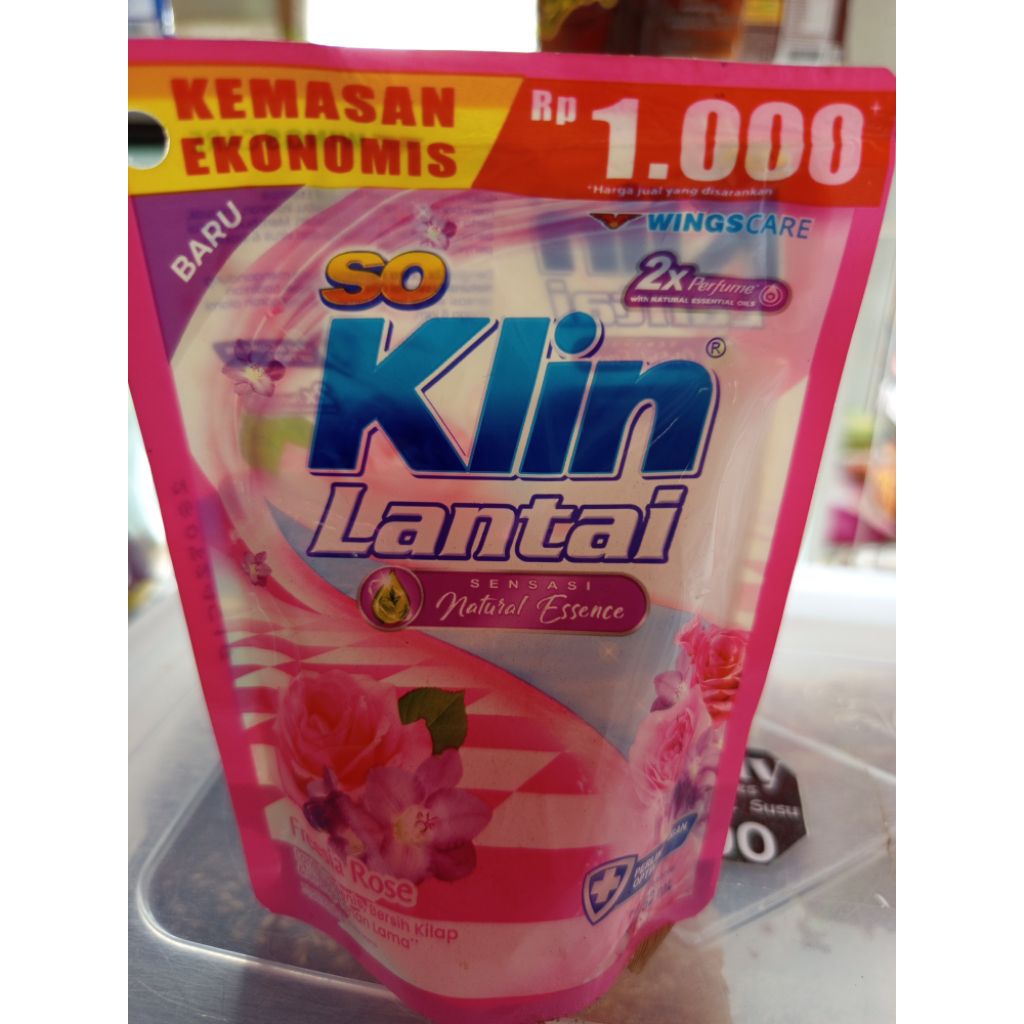 KEMASAN
EKONOMIS
Rp 1.000
*Harga jual yang disarankan
BARU
WINGSCARE
2x Perfume
with NATURAL ESSENTIAL OILS
SO
Klin®
Lantai
SENSASI
Natural Essence
Rose
Bersih Kilap
Lama**
Susu